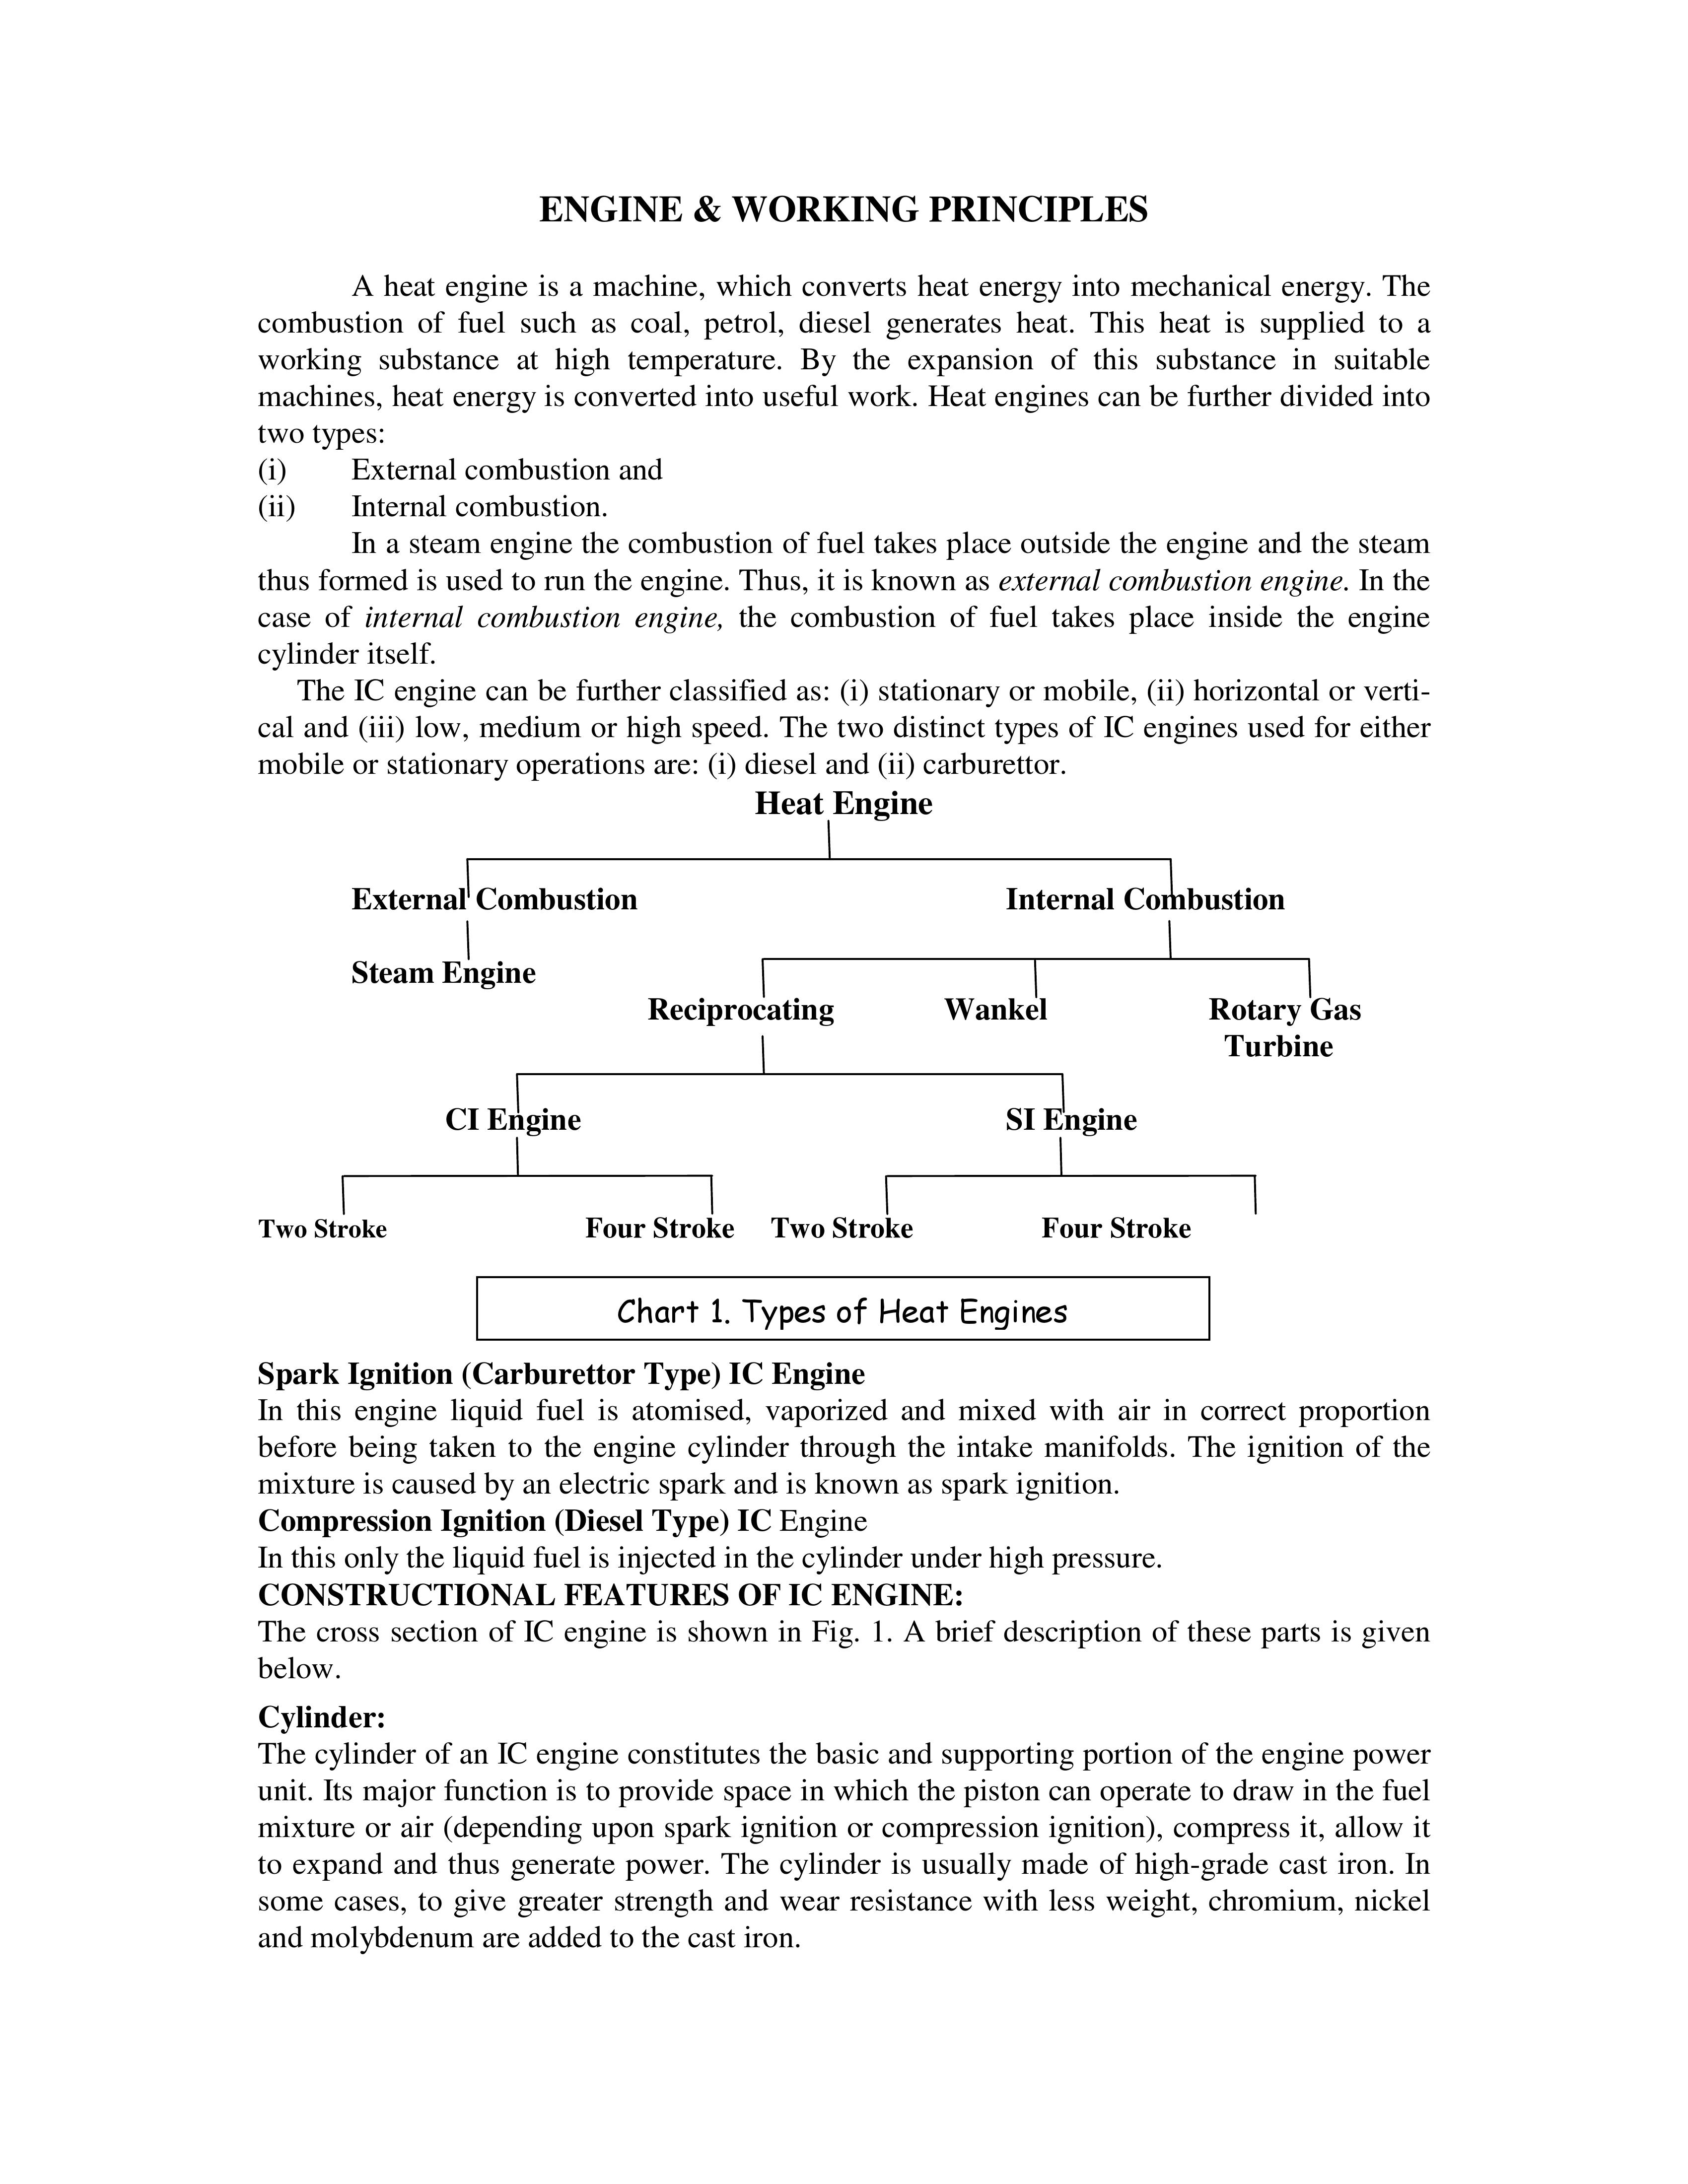 ENGINE & WORKING PRINCIPLES
A heat engine is a machine, which converts heat energy into mechanical energy. The
combustion of fuel such as coal, petrol, diesel generates heat. This heat is supplied to a
working substance at high temperature. By the expansion of this substance in suitable
machines, heat energy is converted into useful work. Heat engines can be further divided into
two types:
(i) External combustion and
(ii) Internal combustion.
In a steam engine the combustion of fuel takes place outside the engine and the steam
thus formed is used to run the engine. Thus, it is known as external combustion engine. In the
case of internal combustion engine, the combustion of fuel takes place inside the engine
cylinder itself.
The IC engine can be further classified as: (i) stationary or mobile, (ii) horizontal or verti-
cal and (iii) low, medium or high speed. The two distinct types of IC engines used for either
mobile or stationary operations are: (i) diesel and (ii) carburettor.
Heat Engine
External Combustion Internal Combustion
Steam Engine
Reciprocating Wankel Rotary Gas
Turbine
CI Engine SI Engine
Two Stroke Four Stroke Two Stroke Four Stroke
Chart 1. Types of Heat Engines
Spark Ignition (Carburettor Type) IC Engine
In this engine liquid fuel is atomised, vaporized and mixed with air in correct proportion
before being taken to the engine cylinder through the intake manifolds. The ignition of the
mixture is caused by an electric spark and is known as spark ignition.
Compression Ignition (Diesel Type) IC Engine
In this only the liquid fuel is injected in the cylinder under high pressure.
CONSTRUCTIONAL FEATURES OF IC ENGINE:
The cross section of IC engine is shown in Fig. 1. A brief description of these parts is given
below.
Cylinder:
The cylinder of an IC engine constitutes the basic and supporting portion of the engine power
unit. Its major function is to provide space in which the piston can operate to draw in the fuel
mixture or air (depending upon spark ignition or compression ignition), compress it, allow it
to expand and thus generate power. The cylinder is usually made of high-grade cast iron. In
some cases, to give greater strength and wear resistance with less weight, chromium, nickel
and molybdenum are added to the cast iron.